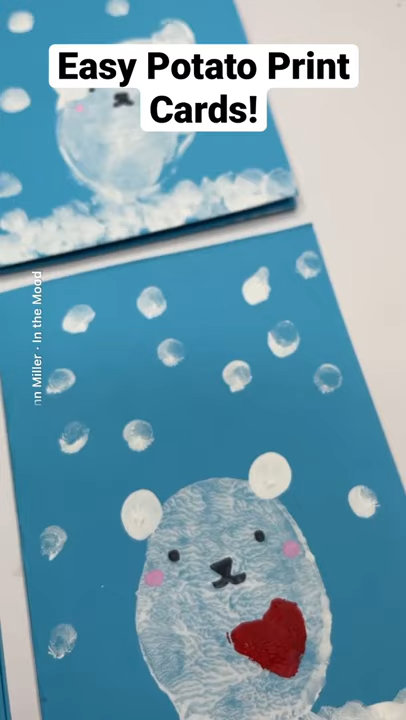 Easy Potato Print
Cards!
Miller · In the Mood